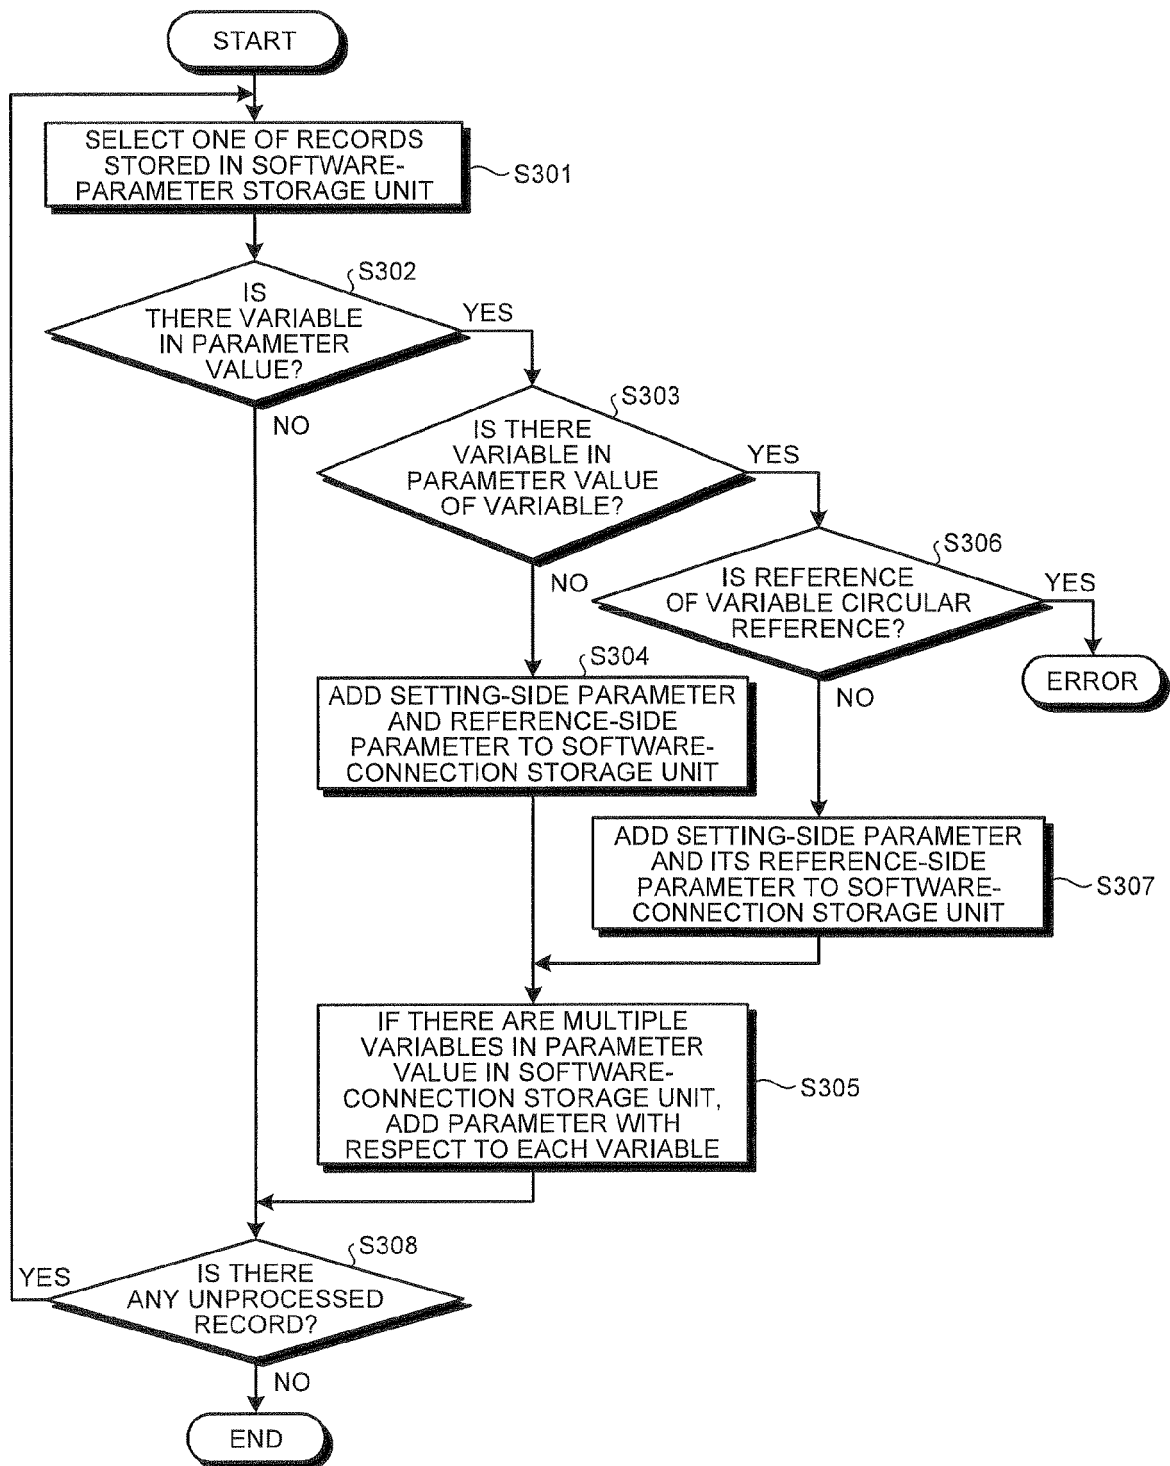 START
SELECT ONE OF RECORDS
STORED IN SOFTWARE-
PARAMETER STORAGE UNIT
S301
S302
IS
THERE VARIABLE
IN PARAMETER
VALUE?
YES
NO
S303
IS THERE
VARIABLE IN
PARAMETER VALUE
OF VARIABLE?
YES
NO
S306
IS REFERENCE
OF VARIABLE CIRCULAR
REFERENCE?
YES
ERROR
NO
S304
ADD SETTING-SIDE PARAMETER
AND REFERENCE-SIDE
PARAMETER TO SOFTWARE-
CONNECTION STORAGE UNIT
ADD SETTING-SIDE PARAMETER
AND ITS REFERENCE-SIDE
PARAMETER TO SOFTWARE-
CONNECTION STORAGE UNIT
S307
IF THERE ARE MULTIPLE
VARIABLES IN PARAMETER
VALUE IN SOFTWARE-
CONNECTION STORAGE UNIT,
ADD PARAMETER WITH
RESPECT TO EACH VARIABLE
S305
S308
YES
IS THERE
ANY UNPROCESSED
RECORD?
NO
END